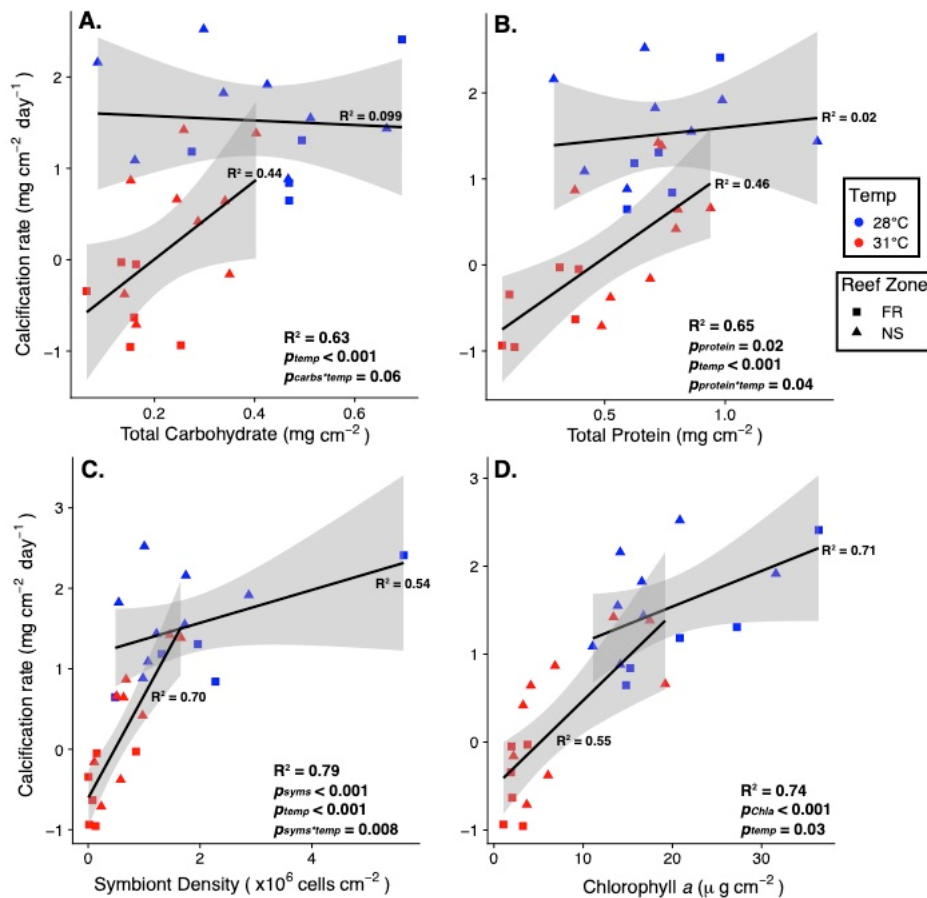 A.
Calcification rate (mg cm⁻² day⁻¹)
2
1
0
−1
R² = 0.099
R² = 0.44
R² = 0.63
p_temp < 0.001
p_carbs*temp = 0.06
0.2 0.4 0.6
Total Carbohydrate (mg cm⁻²)
B.
2
1
0
−1
R² = 0.02
R² = 0.46
R² = 0.65
p_protein = 0.02
p_temp < 0.001
p_protein*temp = 0.04
0.5 1.0
Total Protein (mg cm⁻²)
Temp
28°C
31°C
Reef Zone
FR
NS
C.
Calcification rate (mg cm⁻² day⁻¹)
3
2
1
0
−1
R² = 0.54
R² = 0.70
R² = 0.79
p_syms < 0.001
p_temp < 0.001
p_syms*temp = 0.008
0 2 4
Symbiont Density ( x10⁶ cells cm⁻²)
D.
3
2
1
0
−1
R² = 0.71
R² = 0.55
R² = 0.74
p_Chla < 0.001
p_temp = 0.03
0 10 20 30
Chlorophyll a (μ g cm⁻²)